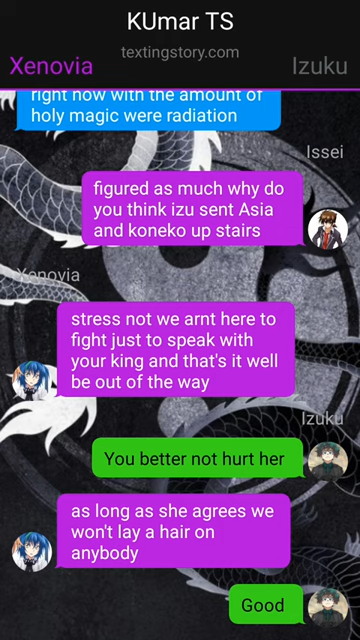 KUmar TS
textingstory.com
Xenovia
Izuku
right now with the amount of
holy magic were radiation
Issei
figured as much why do
you think izu sent Asia
and koneko up stairs
Xenovia
stress not we arnt here to
fight just to speak with
your king and that's it well
be out of the way
Izuku
You better not hurt her
as long as she agrees we
won't lay a hair on
anybody
Good